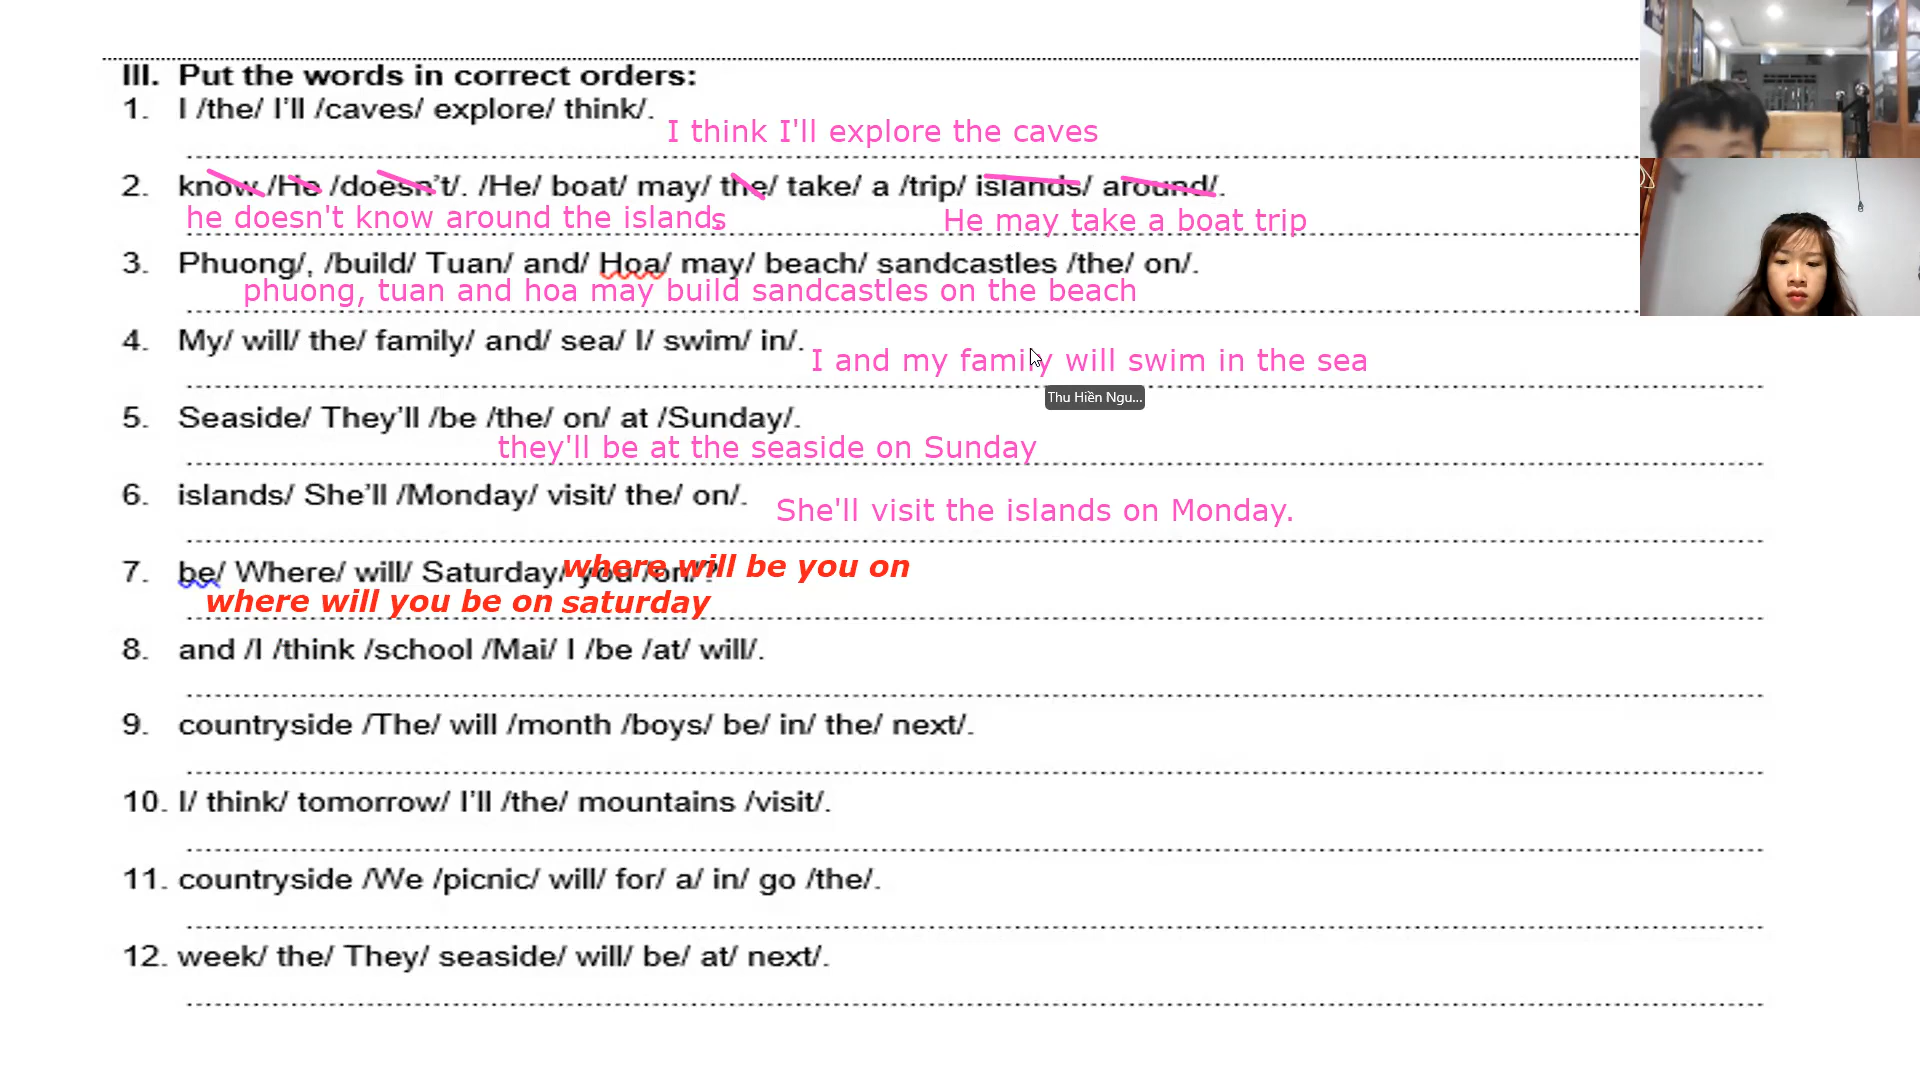 III. Put the words in correct orders:
1. I /the/ I'll /caves/ explore/ think/.
I think I'll explore the caves
2. know /He /doesn't/. /He/ boat/ may/ the/ take/ a /trip/ islands/ around/.
he doesn't know around the islands He may take a boat trip
3. Phuong/, /build/ Tuan/ and/ Hoa/ may/ beach/ sandcastles /the/ on/.
phuong, tuan and hoa may build sandcastles on the beach
4. My/ will/ the/ family/ and/ sea/ I/ swim/ in/.
I and my family will swim in the sea
Thu Hiền Ngu...
5. Seaside/ They'll /be /the/ on/ at /Sunday/.
they'll be at the seaside on Sunday
6. islands/ She'll /Monday/ visit/ the/ on/.
She'll visit the islands on Monday.
7. be/ Where/ will/ Saturday/ you /on/?
where will be you on
where will you be on saturday
8. and /I /think /school /Mai/ I /be /at/ will/.
9. countryside /The/ will /month /boys/ be/ in/ the/ next/.
10. I/ think/ tomorrow/ I'll /the/ mountains /visit/.
11. countryside /We /picnic/ will/ for/ a/ in/ go /the/.
12. week/ the/ They/ seaside/ will/ be/ at/ next/.